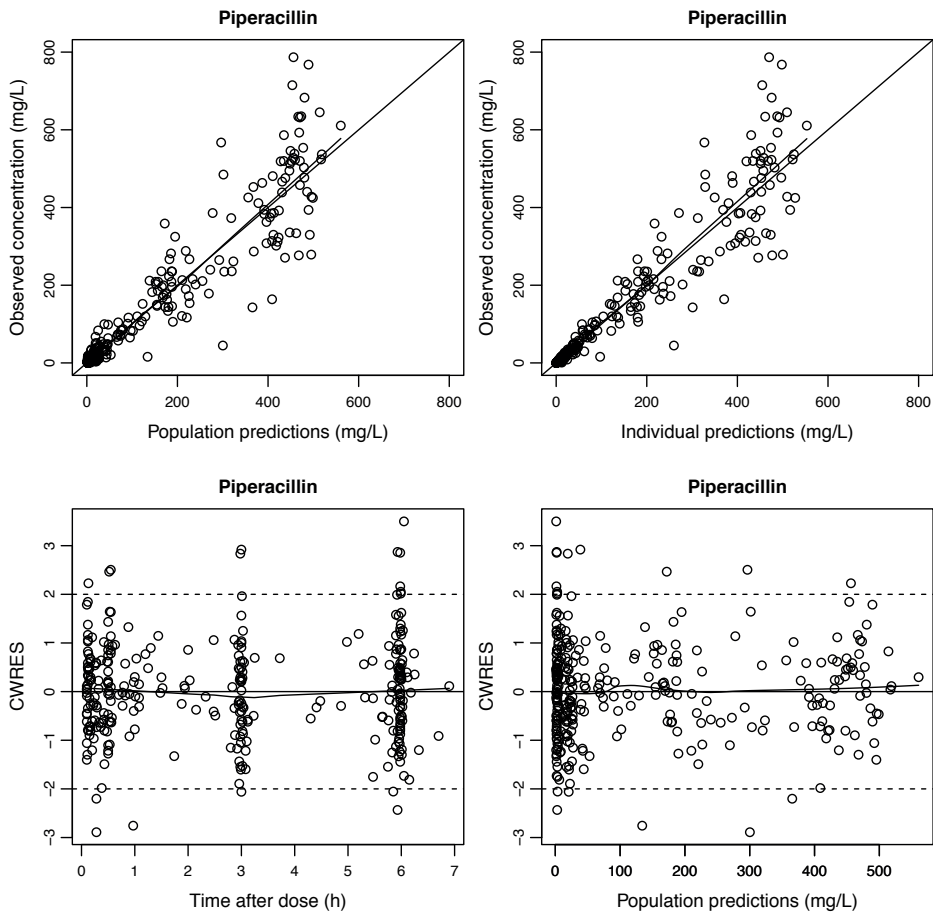 Piperacillin
Observed concentration (mg/L)
800
600
400
200
0
0 200 400 600 800
Population predictions (mg/L)
Piperacillin
Observed concentration (mg/L)
800
600
400
200
0
0 200 400 600 800
Individual predictions (mg/L)
Piperacillin
CWRES
3
2
1
0
-1
-2
-3
0 1 2 3 4 5 6 7
Time after dose (h)
Piperacillin
CWRES
3
2
1
0
-1
-2
-3
0 100 200 300 400 500
Population predictions (mg/L)